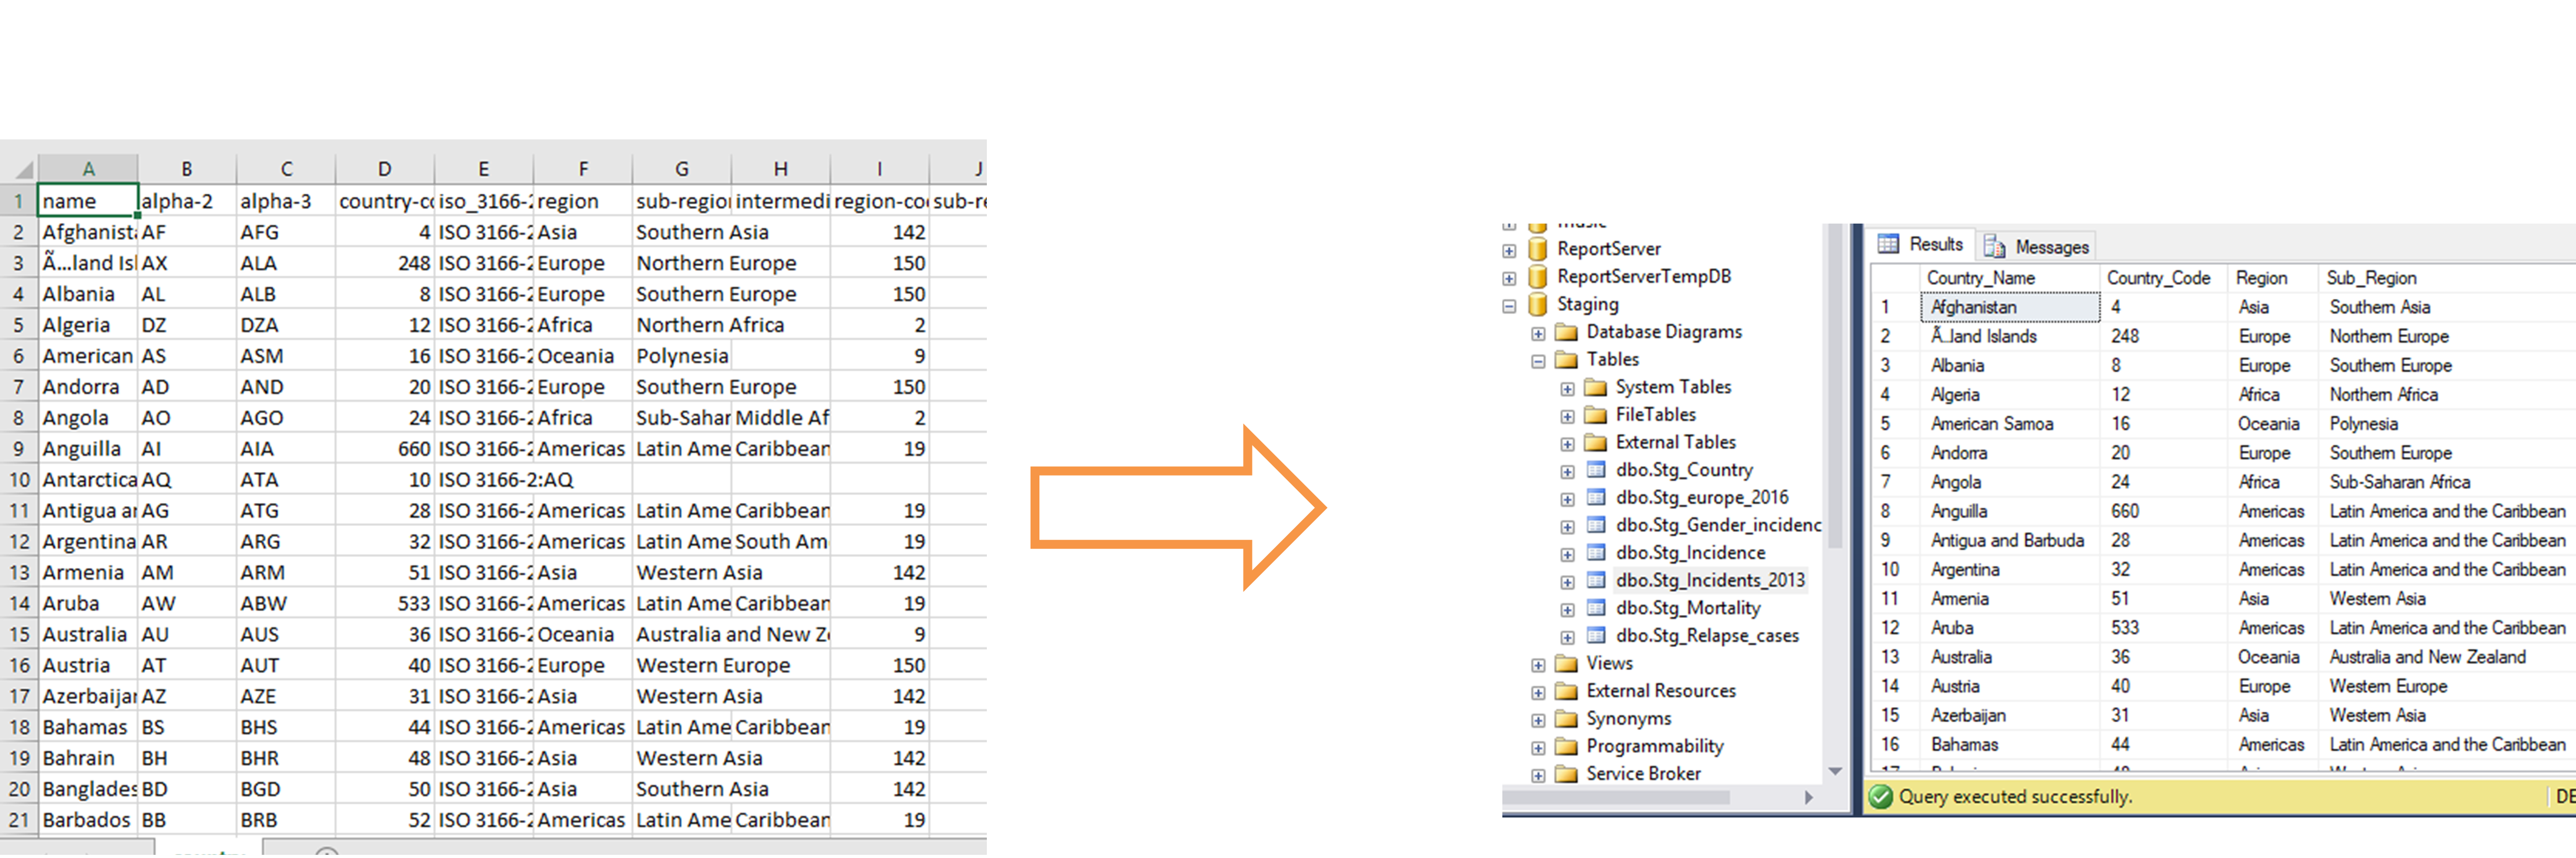 A B C D E F G H I J
1 name alpha-2 alpha-3 country-co iso_3166-2 region sub-region intermedi region-co sub-re
2 Afghanista AF AFG 4 ISO 3166-2 Asia Southern Asia 142
3 Ã…land Isl AX ALA 248 ISO 3166-2 Europe Northern Europe 150
4 Albania AL ALB 8 ISO 3166-2 Europe Southern Europe 150
5 Algeria DZ DZA 12 ISO 3166-2 Africa Northern Africa 2
6 American AS ASM 16 ISO 3166-2 Oceania Polynesia 9
7 Andorra AD AND 20 ISO 3166-2 Europe Southern Europe 150
8 Angola AO AGO 24 ISO 3166-2 Africa Sub-Sahar Middle Af 2
9 Anguilla AI AIA 660 ISO 3166-2 Americas Latin Ame Caribbean 19
10 Antarctica AQ ATA 10 ISO 3166-2:AQ
11 Antigua an AG ATG 28 ISO 3166-2 Americas Latin Ame Caribbean 19
12 Argentina AR ARG 32 ISO 3166-2 Americas Latin Ame South Am 19
13 Armenia AM ARM 51 ISO 3166-2 Asia Western Asia 142
14 Aruba AW ABW 533 ISO 3166-2 Americas Latin Ame Caribbean 19
15 Australia AU AUS 36 ISO 3166-2 Oceania Australia and New Ze 9
16 Austria AT AUT 40 ISO 3166-2 Europe Western Europe 150
17 Azerbaijan AZ AZE 31 ISO 3166-2 Asia Western Asia 142
18 Bahamas BS BHS 44 ISO 3166-2 Americas Latin Ame Caribbean 19
19 Bahrain BH BHR 48 ISO 3166-2 Asia Western Asia 142
20 Banglades BD BGD 50 ISO 3166-2 Asia Southern Asia 142
21 Barbados BB BRB 52 ISO 3166-2 Americas Latin Ame Caribbean 19
ReportServer
ReportServerTempDB
Staging
Database Diagrams
Tables
System Tables
FileTables
External Tables
dbo.Stg_Country
dbo.Stg_europe_2016
dbo.Stg_Gender_incidenc
dbo.Stg_Incidence
dbo.Stg_Incidents_2013
dbo.Stg_Mortality
dbo.Stg_Relapse_cases
Views
External Resources
Synonyms
Programmability
Service Broker
Results Messages
Country_Name Country_Code Region Sub_Region
1 Afghanistan 4 Asia Southern Asia
2 Ã…land Islands 248 Europe Northern Europe
3 Albania 8 Europe Southern Europe
4 Algeria 12 Africa Northern Africa
5 American Samoa 16 Oceania Polynesia
6 Andorra 20 Europe Southern Europe
7 Angola 24 Africa Sub-Saharan Africa
8 Anguilla 660 Americas Latin America and the Caribbean
9 Antigua and Barbuda 28 Americas Latin America and the Caribbean
10 Argentina 32 Americas Latin America and the Caribbean
11 Armenia 51 Asia Western Asia
12 Aruba 533 Americas Latin America and the Caribbean
13 Australia 36 Oceania Australia and New Zealand
14 Austria 40 Europe Western Europe
15 Azerbaijan 31 Asia Western Asia
16 Bahamas 44 Americas Latin America and the Caribbean
Query executed successfully. DE